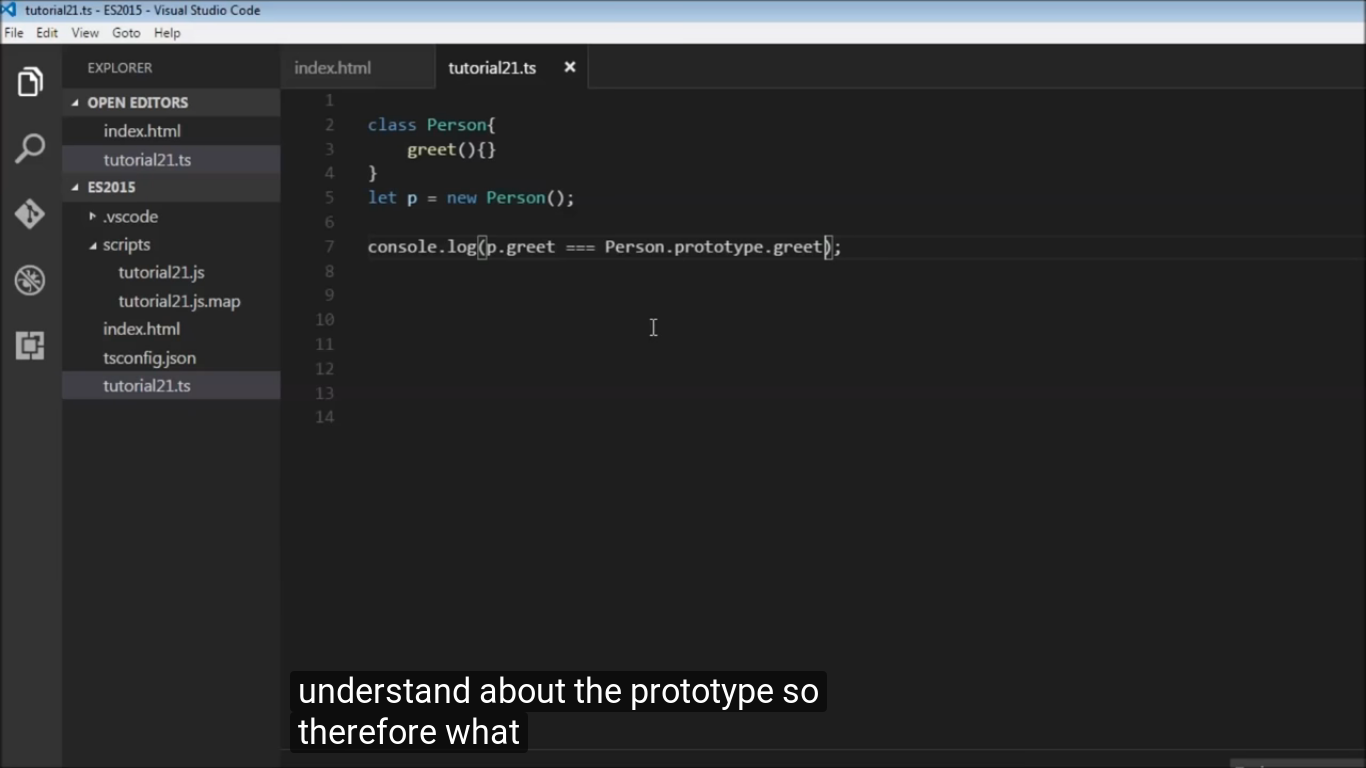 tutorial21.ts - ES2015 - Visual Studio Code
File Edit View Goto Help
EXPLORER
OPEN EDITORS
index.html
tutorial21.ts
ES2015
.vscode
scripts
tutorial21.js
tutorial21.js.map
index.html
tsconfig.json
tutorial21.ts
index.html tutorial21.ts ×
1
2 class Person{
3 greet(){}
4 }
5 let p = new Person();
6
7 console.log(p.greet === Person.prototype.greet);
8
9
10
11
12
13
14
understand about the prototype so
therefore what